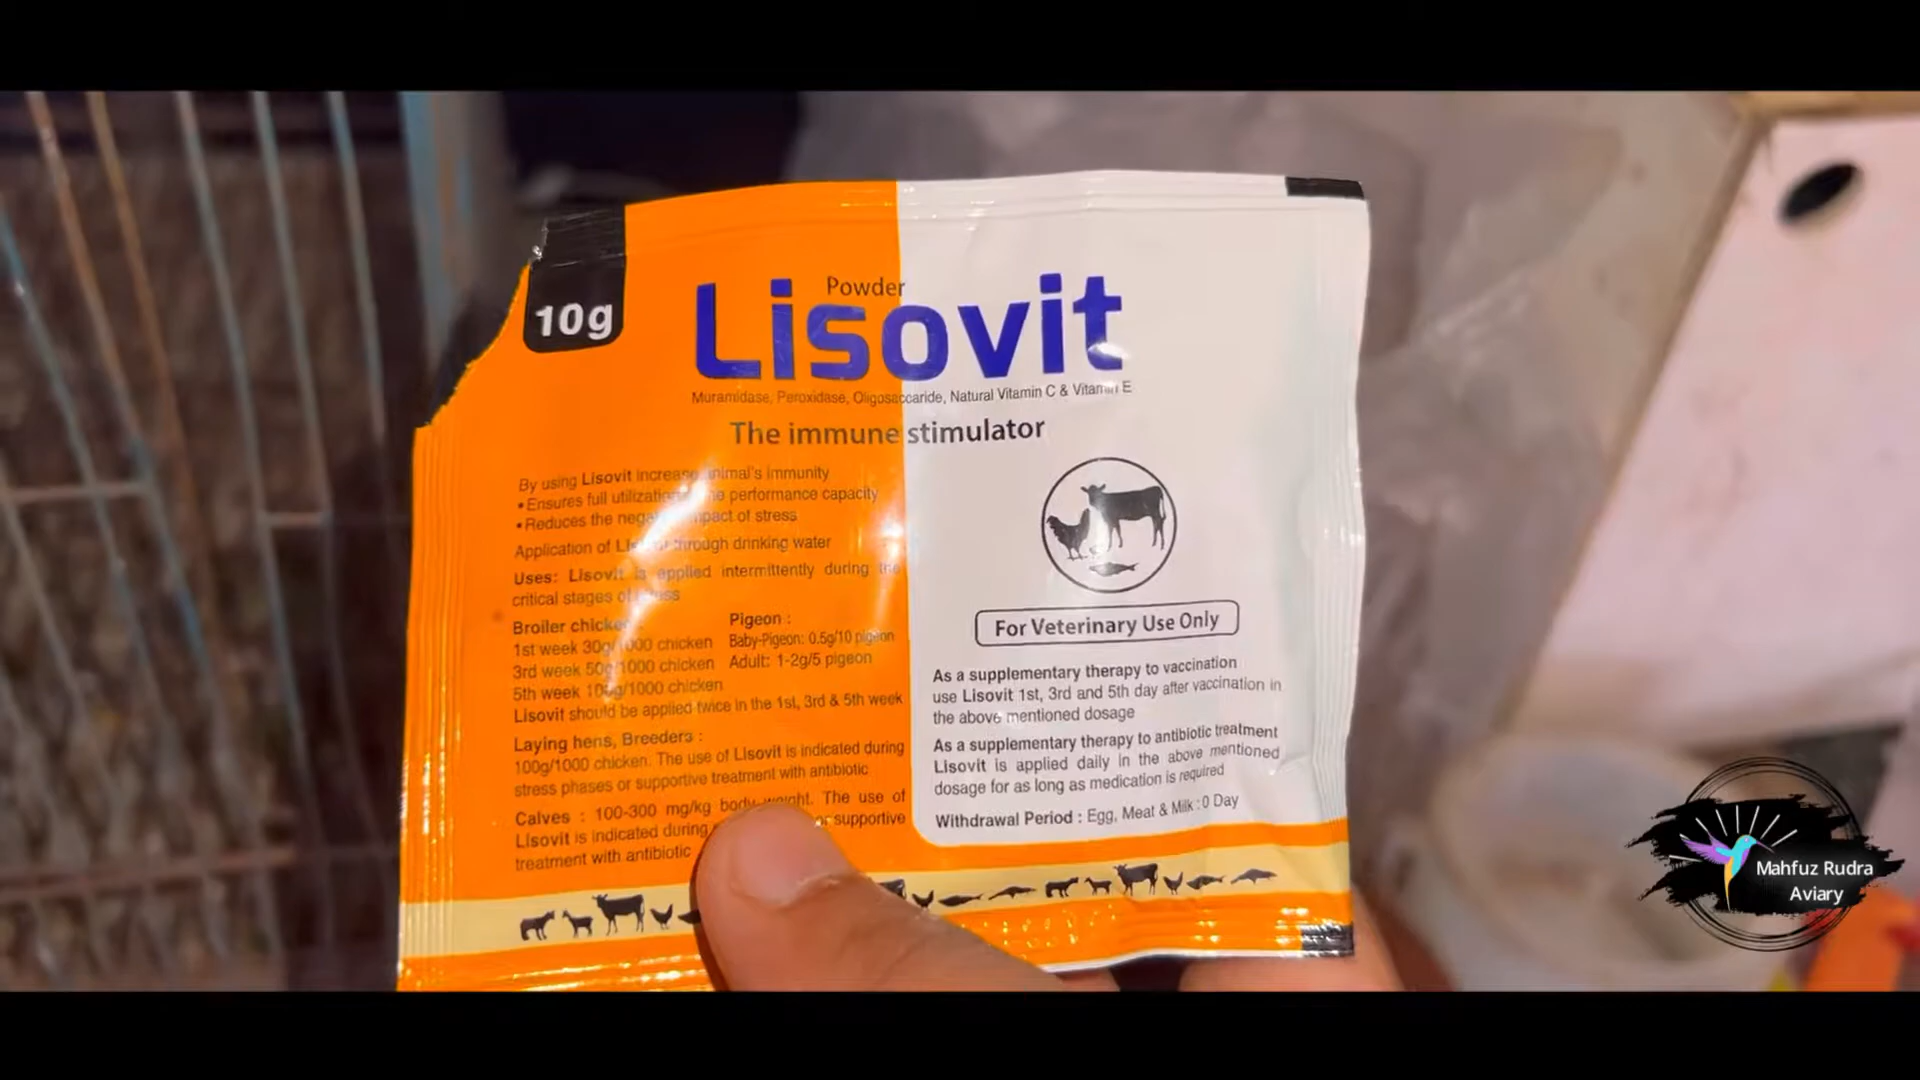 10g
Powder
Lisovit
Muramidase, Peroxidase, Oligosaccaride, Natural Vitamin C & Vitamin E
The immune stimulator
By using Lisovit increase animal's immunity
• Ensures full utilization performance capacity
• Reduces the impact of stress
Application of through drinking water
Uses: Lisovit is applied intermittently during the
critical stages of
Broiler chicken
1st week 30g/1000 chicken
3rd week 50g/1000 chicken
5th week 100g/1000 chicken
Pigeon :
Baby-Pigeon: 0.5g/10 pigeon
Adult: 1-2g/5 pigeon
Lisovit should be applied twice in the 1st, 3rd & 5th week
Laying hens, Breeders :
100g/1000 chicken. The use of Lisovit is indicated during
stress phases or supportive treatment with antibiotic
Calves : 100-300 mg/kg body weight. The use of
Lisovit is indicated during or supportive
treatment with antibiotic
For Veterinary Use Only
As a supplementary therapy to vaccination
use Lisovit 1st, 3rd and 5th day after vaccination in
the above mentioned dosage
As a supplementary therapy to antibiotic treatment
Lisovit is applied daily in the above mentioned
dosage for as long as medication is required
Withdrawal Period : Egg, Meat & Milk : 0 Day
Mahfuz Rudra
Aviary